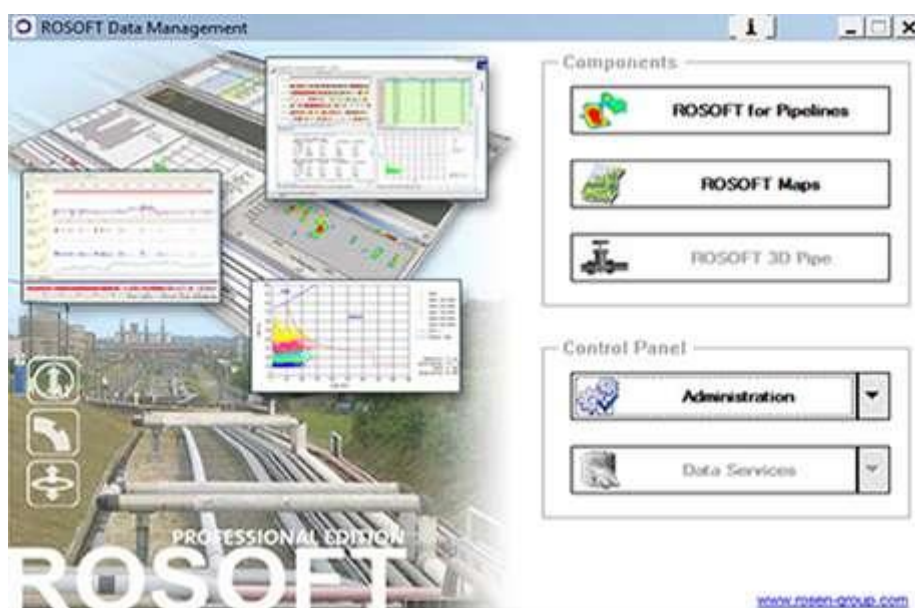 ROSOFT Data Management
i
Components
ROSOFT for Pipelines
ROSOFT Maps
ROSOFT 3D Pipe
Control Panel
Administration
Data Services
PROFESSIONAL EDITION
ROSOFT
www.rosen-group.com